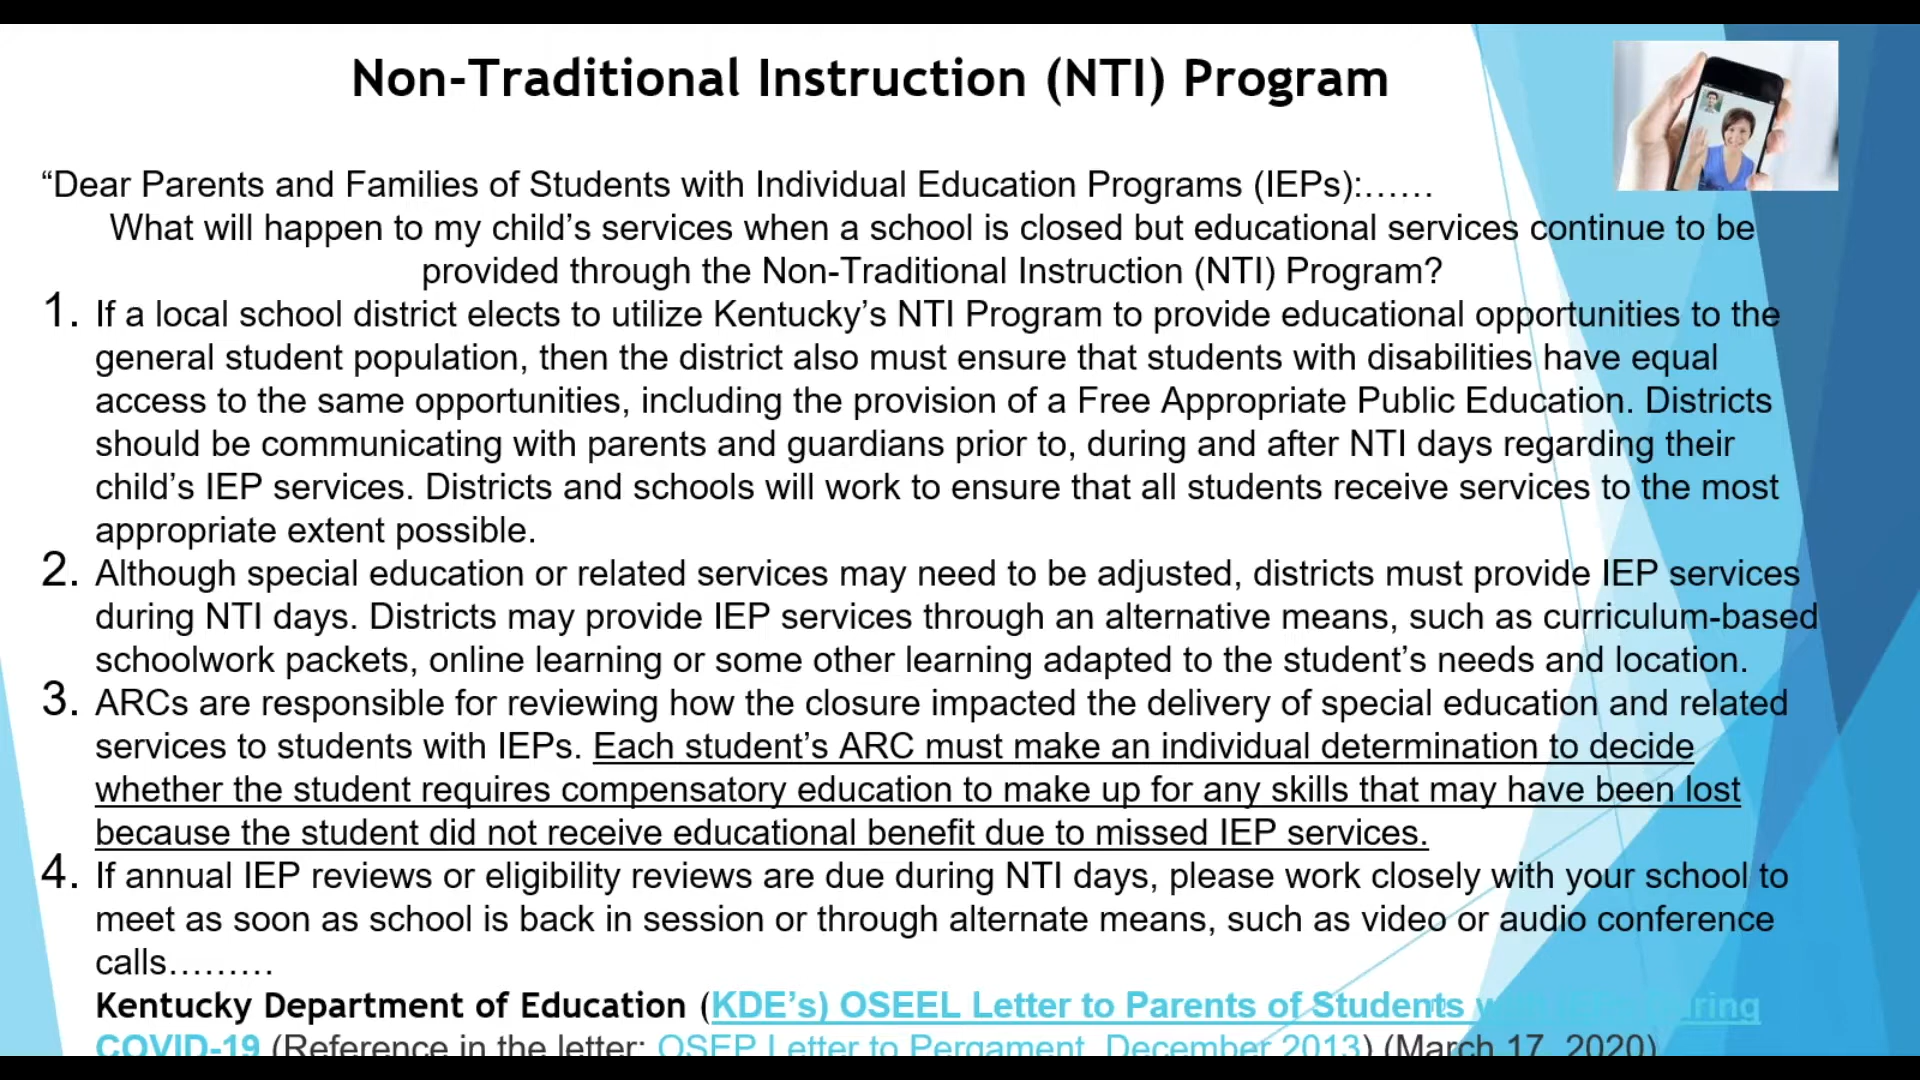 Non-Traditional Instruction (NTI) Program
“Dear Parents and Families of Students with Individual Education Programs (IEPs):......
What will happen to my child’s services when a school is closed but educational services continue to be
provided through the Non-Traditional Instruction (NTI) Program?
1. If a local school district elects to utilize Kentucky’s NTI Program to provide educational opportunities to the
general student population, then the district also must ensure that students with disabilities have equal
access to the same opportunities, including the provision of a Free Appropriate Public Education. Districts
should be communicating with parents and guardians prior to, during and after NTI days regarding their
child’s IEP services. Districts and schools will work to ensure that all students receive services to the most
appropriate extent possible.
2. Although special education or related services may need to be adjusted, districts must provide IEP services
during NTI days. Districts may provide IEP services through an alternative means, such as curriculum-based
schoolwork packets, online learning or some other learning adapted to the student’s needs and location.
3. ARCs are responsible for reviewing how the closure impacted the delivery of special education and related
services to students with IEPs. Each student’s ARC must make an individual determination to decide
whether the student requires compensatory education to make up for any skills that may have been lost
because the student did not receive educational benefit due to missed IEP services.
4. If annual IEP reviews or eligibility reviews are due during NTI days, please work closely with your school to
meet as soon as school is back in session or through alternate means, such as video or audio conference
calls.........
Kentucky Department of Education (KDE’s) OSEEL Letter to Parents of Students with IEPs during
COVID-19 (Reference in the letter: OSEP Letter to Pergament, December 2013) (March 17, 2020)